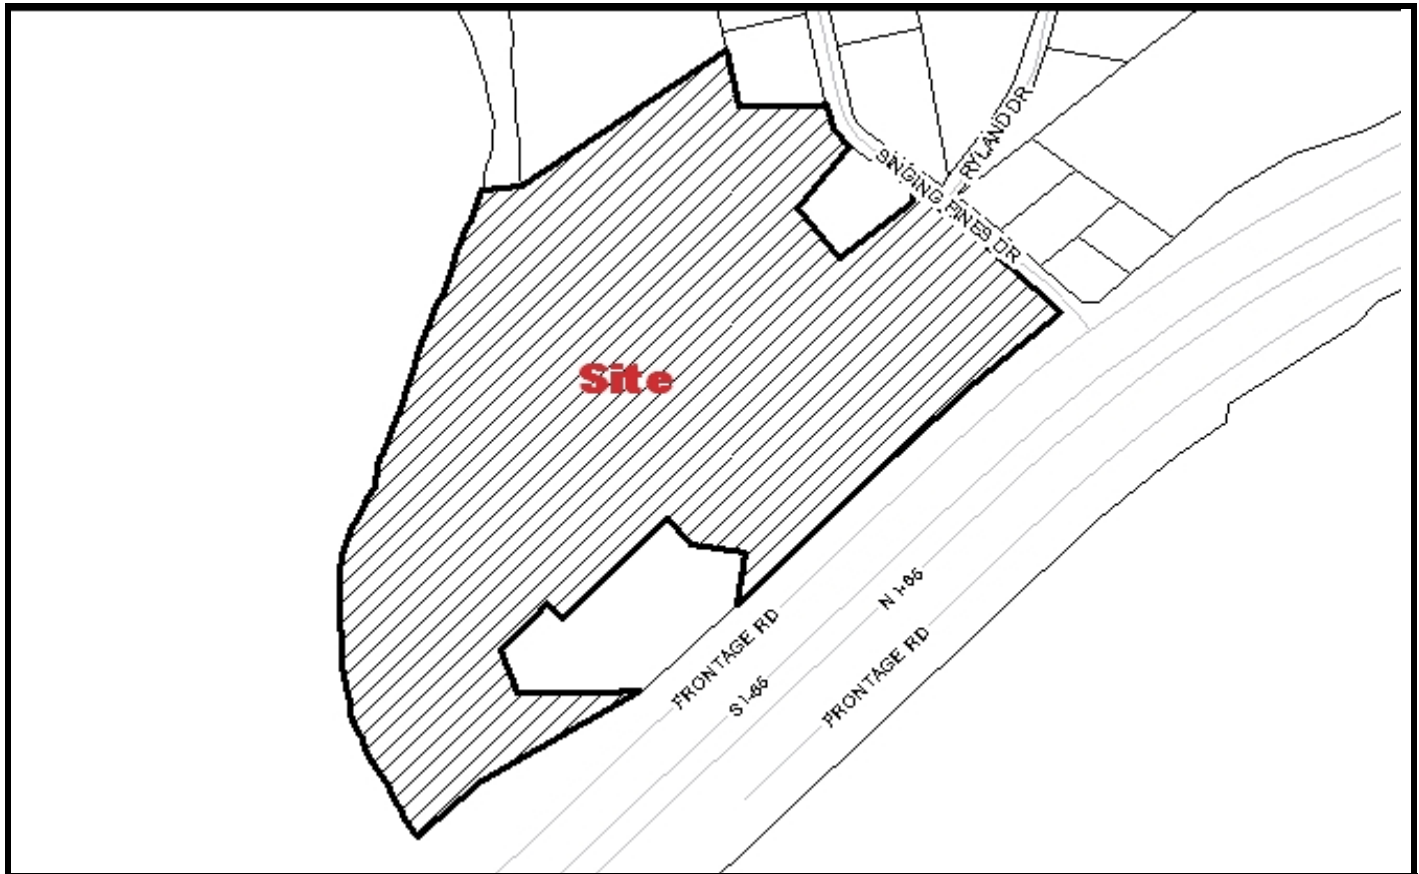 RYLAND DR
SINGING PINES DR
Site
N I-65
FRONTAGE RD
S I-65
FRONTAGE RD